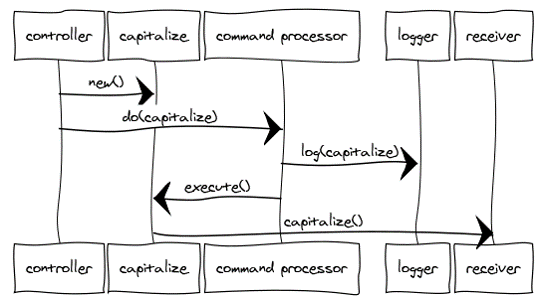 controller capitalize command processor logger receiver
new()
do(capitalize)
log(capitalize)
execute()
capitalize()
controller capitalize command processor logger receiver